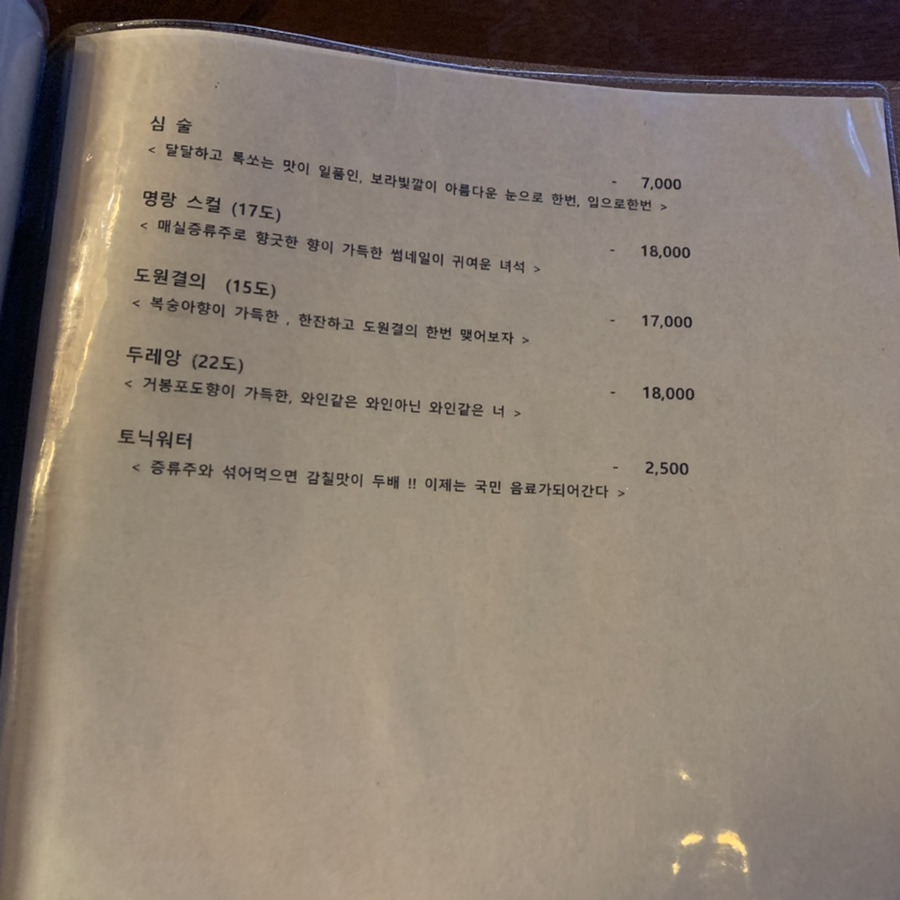 심 술
- 7,000
< 달달하고 톡쏘는 맛이 일품인, 보라빛깔이 아름다운 눈으로 한번, 입으로한번 >
명랑 스컬 (17도)
- 18,000
< 매실증류주로 향긋한 향이 가득한 썸네일이 귀여운 녀석 >
도원결의 (15도)
- 17,000
< 복숭아향이 가득한 , 한잔하고 도원결의 한번 맺어보자 >
두레앙 (22도)
- 18,000
< 거봉포도향이 가득한, 와인같은 와인아닌 와인같은 너 >
토닉워터
- 2,500
< 증류주와 섞어먹으면 감칠맛이 두배 !! 이제는 국민 음료가되어간다 >